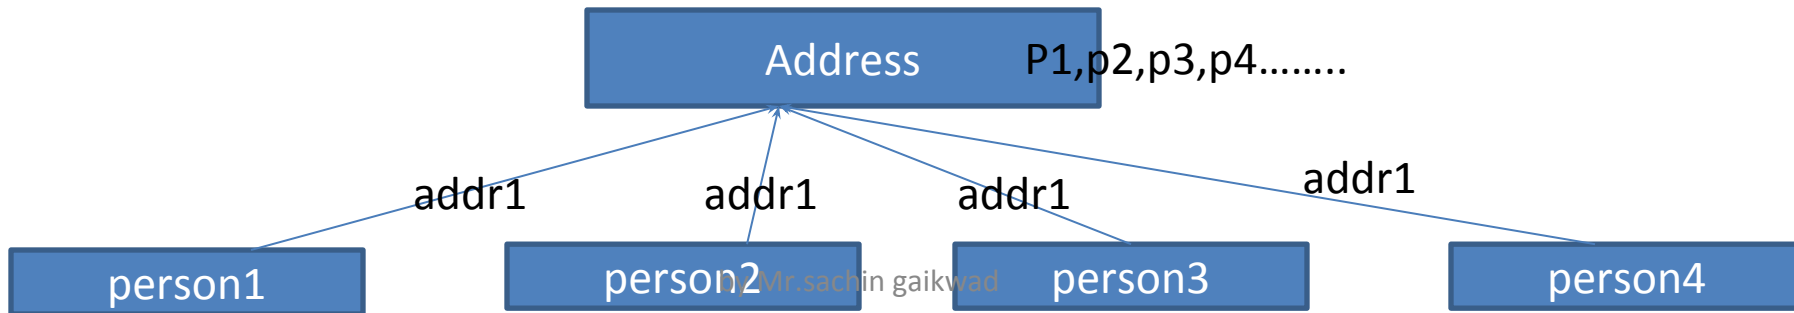 Address
P1,p2,p3,p4……..
addr1
addr1
addr1
addr1
person1
person2
person3
person4
by Mr.sachin gaikwad